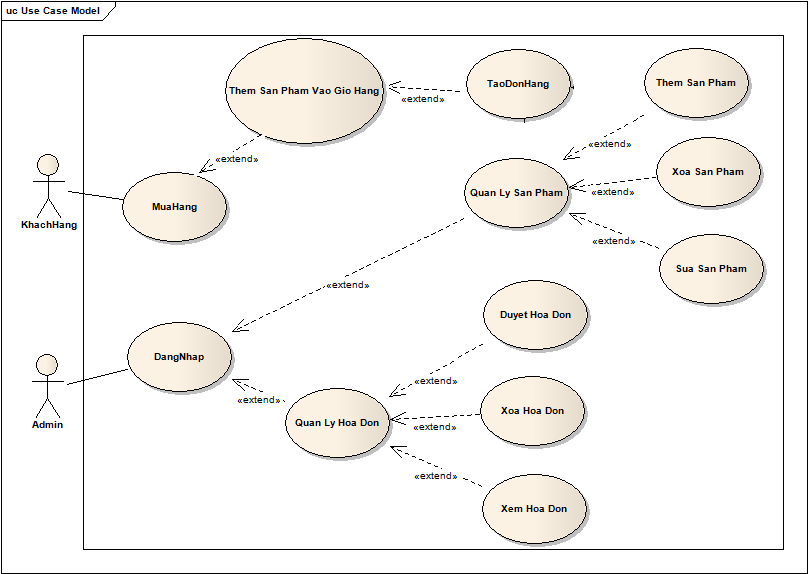 uc Use Case Model
Them San Pham Vao Gio Hang
TaoDonHang
Them San Pham
«extend»
«extend»
«extend»
Xoa San Pham
KhachHang
MuaHang
Quan Ly San Pham
«extend»
«extend»
Sua San Pham
«extend»
Duyet Hoa Don
Admin
DangNhap
«extend»
«extend»
Quan Ly Hoa Don
Xoa Hoa Don
«extend»
«extend»
Xem Hoa Don